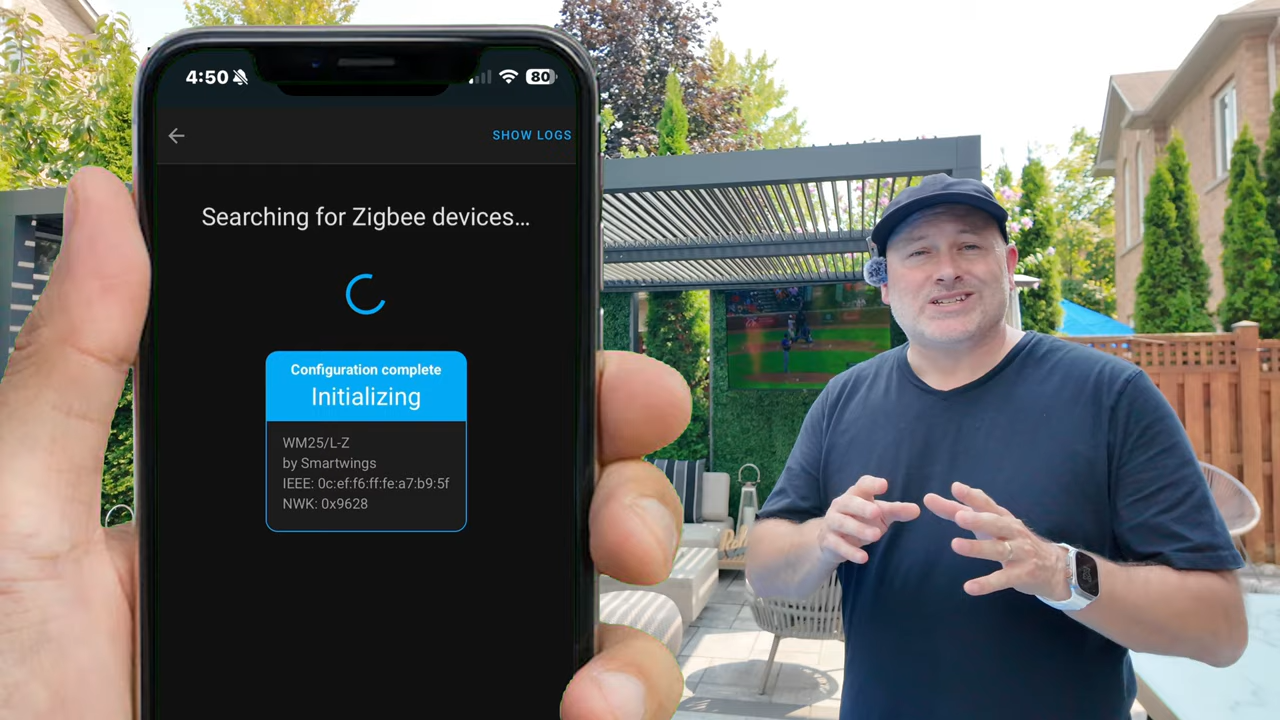 4:50
80
SHOW LOGS
Searching for Zigbee devices...
Configuration complete
Initializing
WM25/L-Z
by Smartwings
IEEE: 0c:ef:f6:ff:fe:a7:b9:5f
NWK: 0x9628